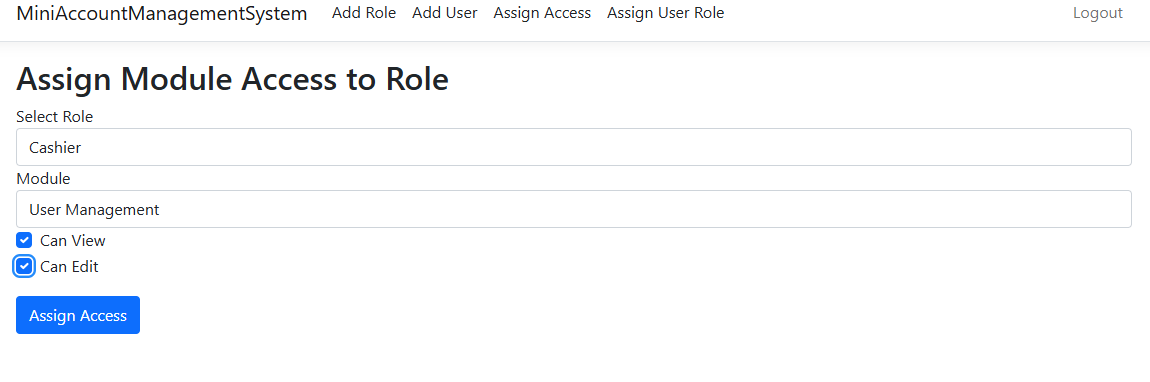 MiniAccountManagementSystem Add Role Add User Assign Access Assign User Role Logout
Assign Module Access to Role
Select Role
Cashier
Module
User Management
Can View
Can Edit
Assign Access